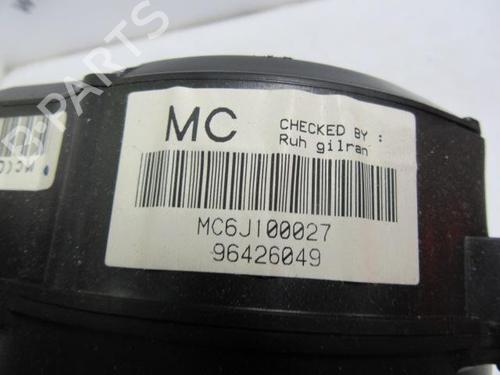 MC
CHECKED BY :
Ruh gilran
MC6J100027
96426049
B-PARTS